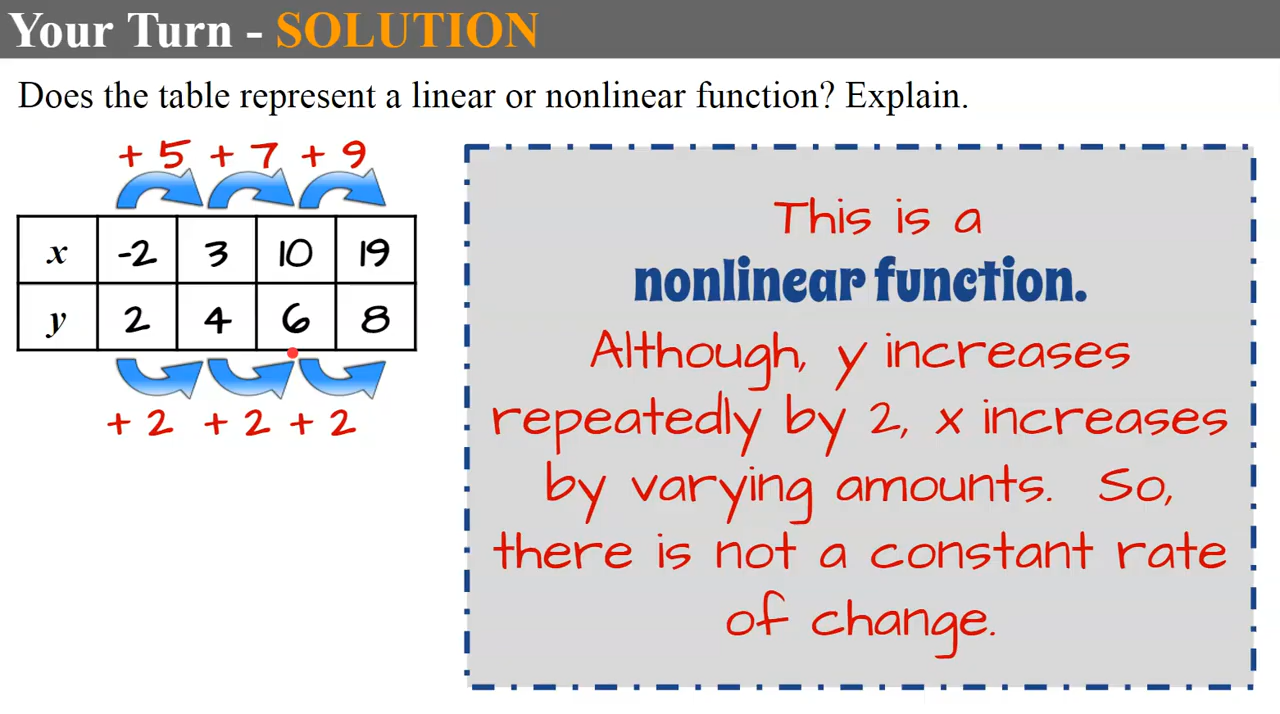 Your Turn - SOLUTION
Does the table represent a linear or nonlinear function? Explain.
+ 5 + 7 + 9
x -2 3 10 19
y 2 4 6 8
+ 2 + 2 + 2
This is a
nonlinear function.
Although, y increases
repeatedly by 2, x increases
by varying amounts. So,
there is not a constant rate
of change.